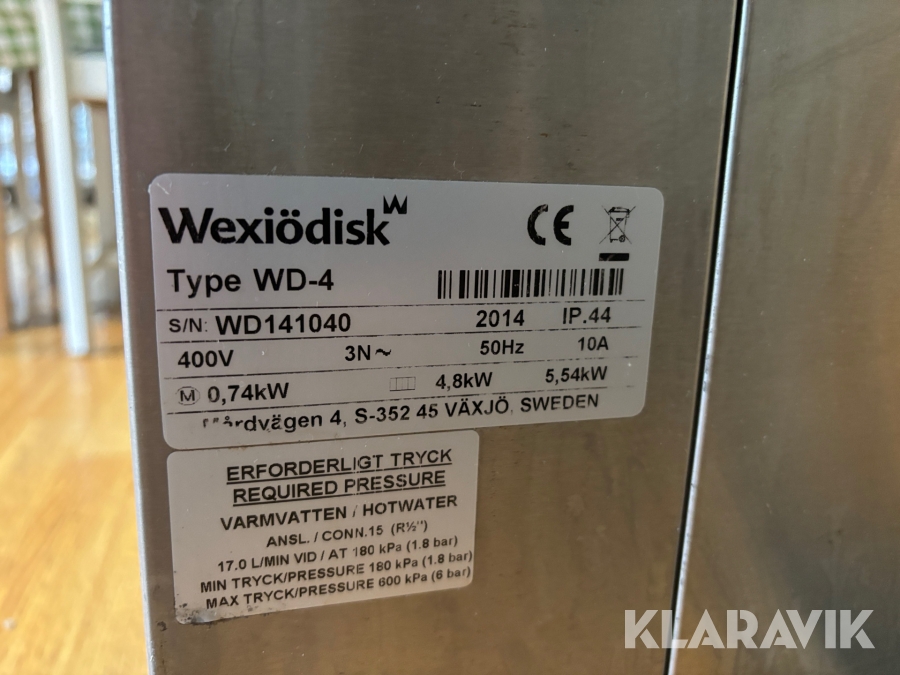 Wexiödisk
CE
Type WD-4
S/N: WD141040 2014 IP.44
400V 3N~ 50Hz 10A
M 0,74kW 4,8kW 5,54kW
4, S-352 45 VÄXJÖ, SWEDEN
ERFORDERLIGT TRYCK
REQUIRED PRESSURE
VARMVATTEN / HOTWATER
ANSL. / CONN.15 (R½")
17.0 L/MIN VID / AT 180 kPa (1.8 bar)
MIN TRYCK/PRESSURE 180 kPa (1.8 bar)
MAX TRYCK/PRESSURE 600 kPa (6 bar)
KLARAVIK